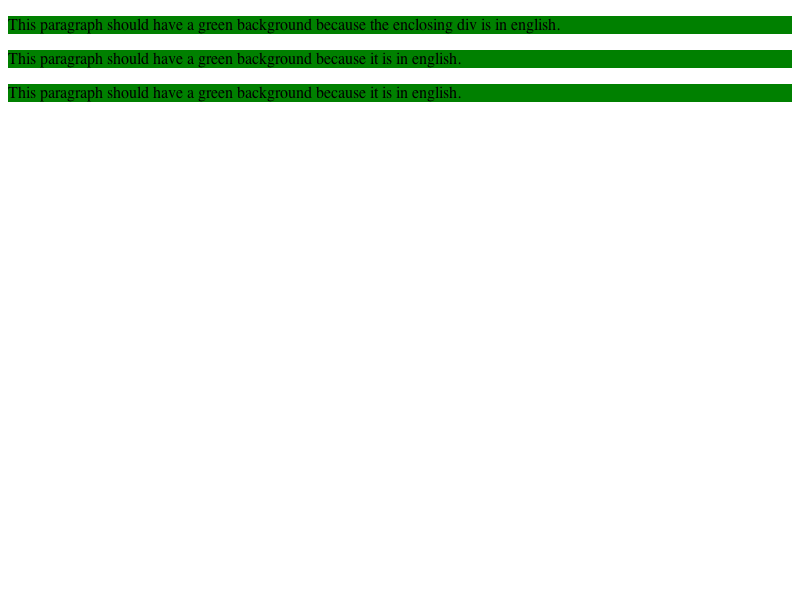 This paragraph should have a green background because the enclosing div is in english.
This paragraph should have a green background because it is in english.
This paragraph should have a green background because it is in english.